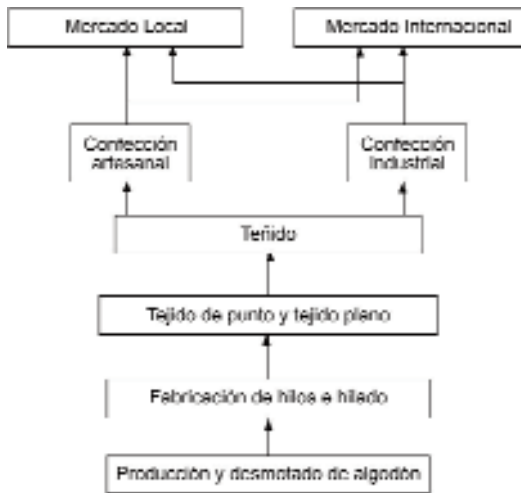 Mercado Local
Mercado Internacional
Confección
artesanal
Confección
Industrial
Teñido
Tejido de punto y tejido plano
Fabricación de hilos e hilado
Producción y desmotado de algodón